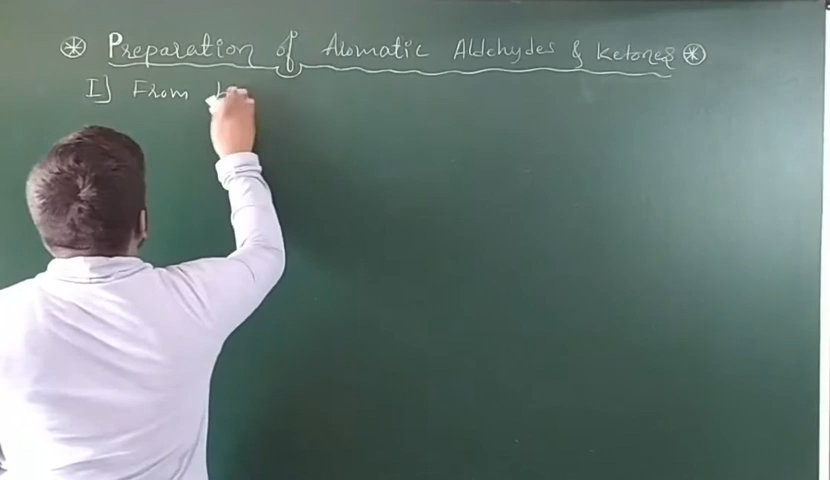 ⊛ Preparation of Aromatic Aldehydes & Ketones ⊛
I] From